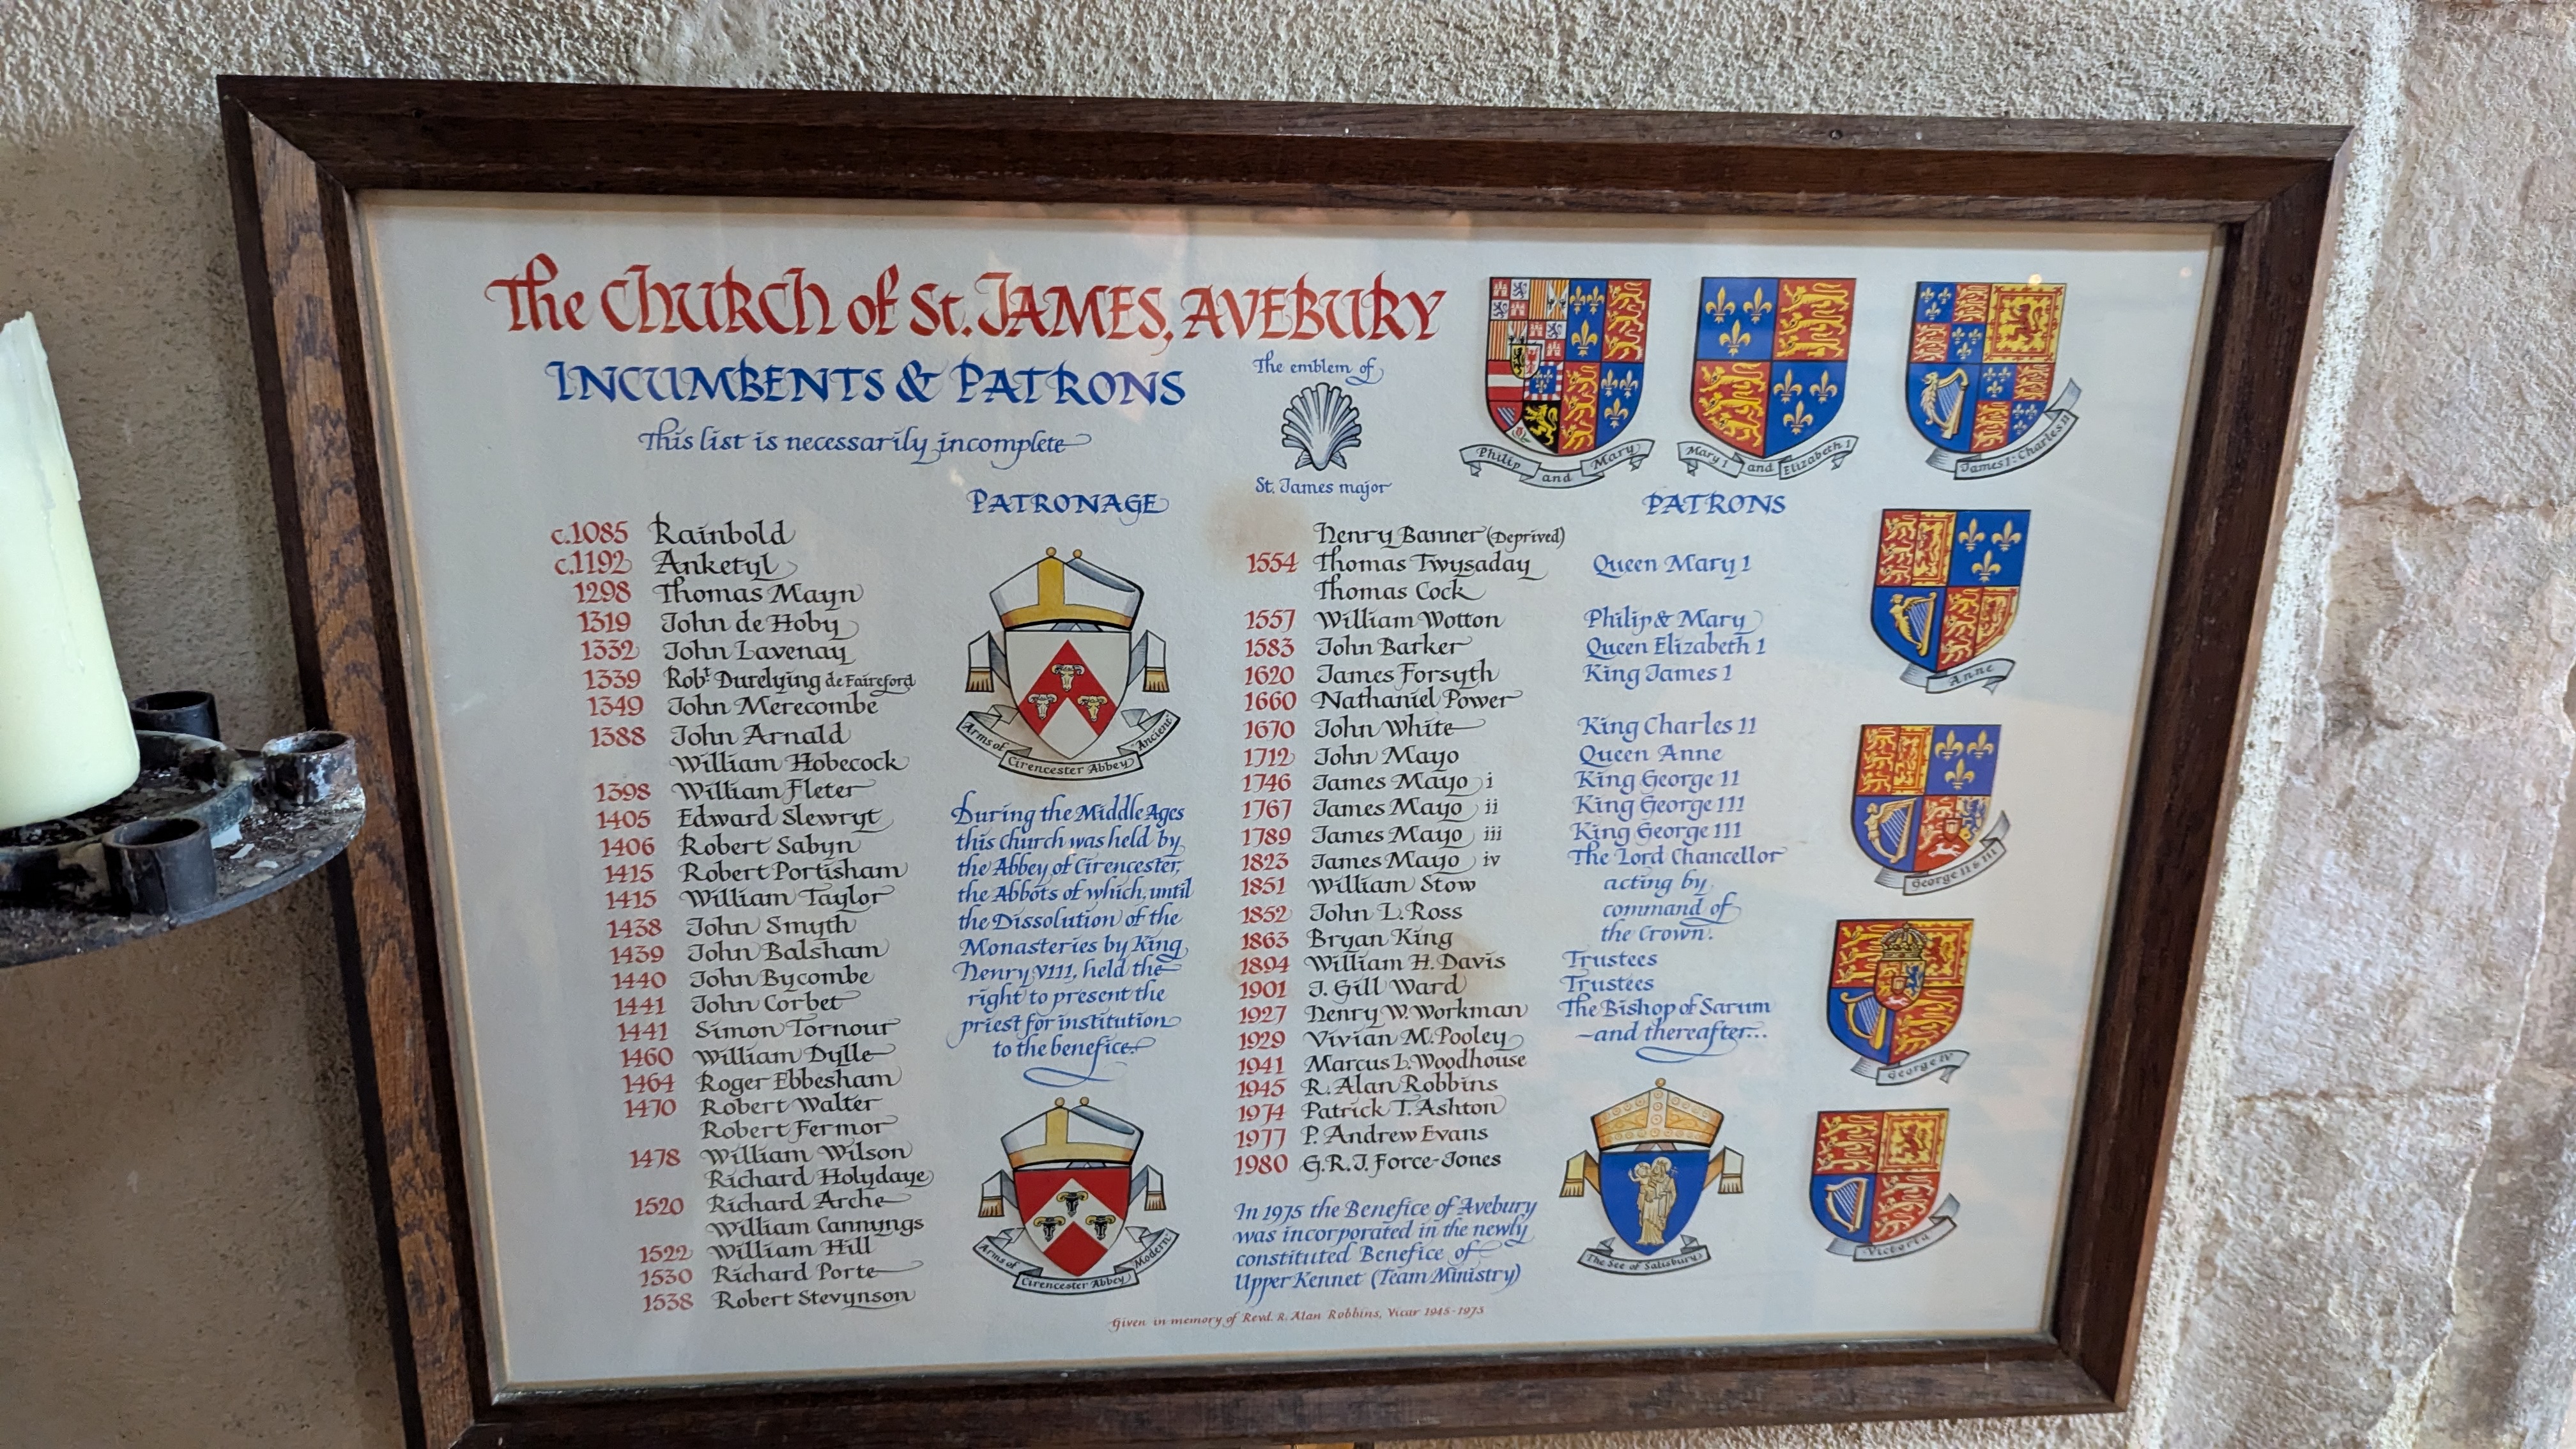 The Church of St. James, Avebury
Incumbents & Patrons
This list is necessarily incomplete
The emblem of
St. James major
Philip and Mary
Mary 1 and Elizabeth 1
James 1 : Charles 11
Patronage
c.1085 Rainbold
c.1192 Anketyl
1298 Thomas Mayn
1319 John de Hoby
1332 John Lavenay
1339 Robt Durelying de Faireford
1349 John Merecombe
1388 John Arnald
William Hobecock
1398 William Fleter
1405 Edward Slewryt
1406 Robert Sabyn
1415 Robert Portisham
1415 William Taylor
1438 John Smyth
1439 John Balsham
1440 John Bycombe
1441 John Corbet
1441 Simon Tornour
1460 William Dylle
1464 Roger Ebbesham
1470 Robert Walter
Robert Fermor
1478 William Wilson
Richard Holydaye
1520 Richard Arche
William Cannyngs
1522 William Hill
1530 Richard Porte
1538 Robert Stevynson
Arms of Cirencester Abbey Ancient
During the Middle Ages
this church was held by
the Abbey of Cirencester,
the Abbots of which, until
the Dissolution of the
Monasteries by King
Henry V111, held the
right to present the
priest for institution
to the benefice.
Arms of Cirencester Abbey Modern
Patrons
Henry Banner (Deprived)
1554 Thomas Twysaday Queen Mary 1
Thomas Cock
1557 William Wotton Philip & Mary
1583 John Barker Queen Elizabeth 1
1620 James Forsyth King James 1
1660 Nathaniel Power
1670 John White King Charles 11
1712 John Mayo Queen Anne
1746 James Mayo i King George 11
1767 James Mayo ii King George 111
1789 James Mayo iii King George 111
1823 James Mayo iv The Lord Chancellor
1851 William Stow acting by
1852 John L. Ross command of
1863 Bryan King the Crown.
1894 William H. Davis Trustees
1901 J. Gill Ward Trustees
1927 Henry W. Workman The Bishop of Sarum
1929 Vivian M. Pooley –and thereafter...
1941 Marcus L. Woodhouse
1945 R. Alan Robbins
1974 Patrick T. Ashton
1977 P. Andrew Evans
1980 G.R.J. Force-Jones
In 1975 the Benefice of Avebury
was incorporated in the newly
constituted Benefice of
Upper Kennet (Team Ministry)
The See of Salisbury
Anne
George 11 & 111
George 1V
Victoria
Given in memory of Revd. R. Alan Robbins, Vicar 1945-1973